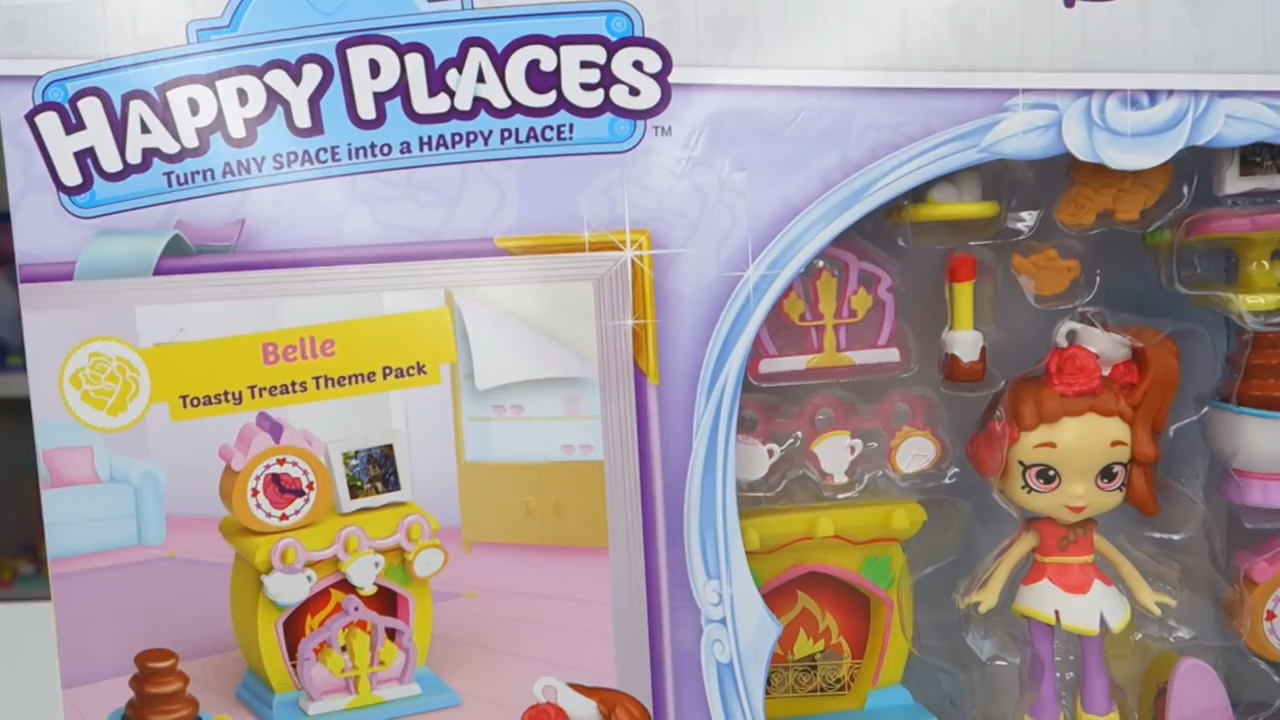 HAPPY PLACES
Turn ANY SPACE into a HAPPY PLACE!
TM
Belle
Toasty Treats Theme Pack